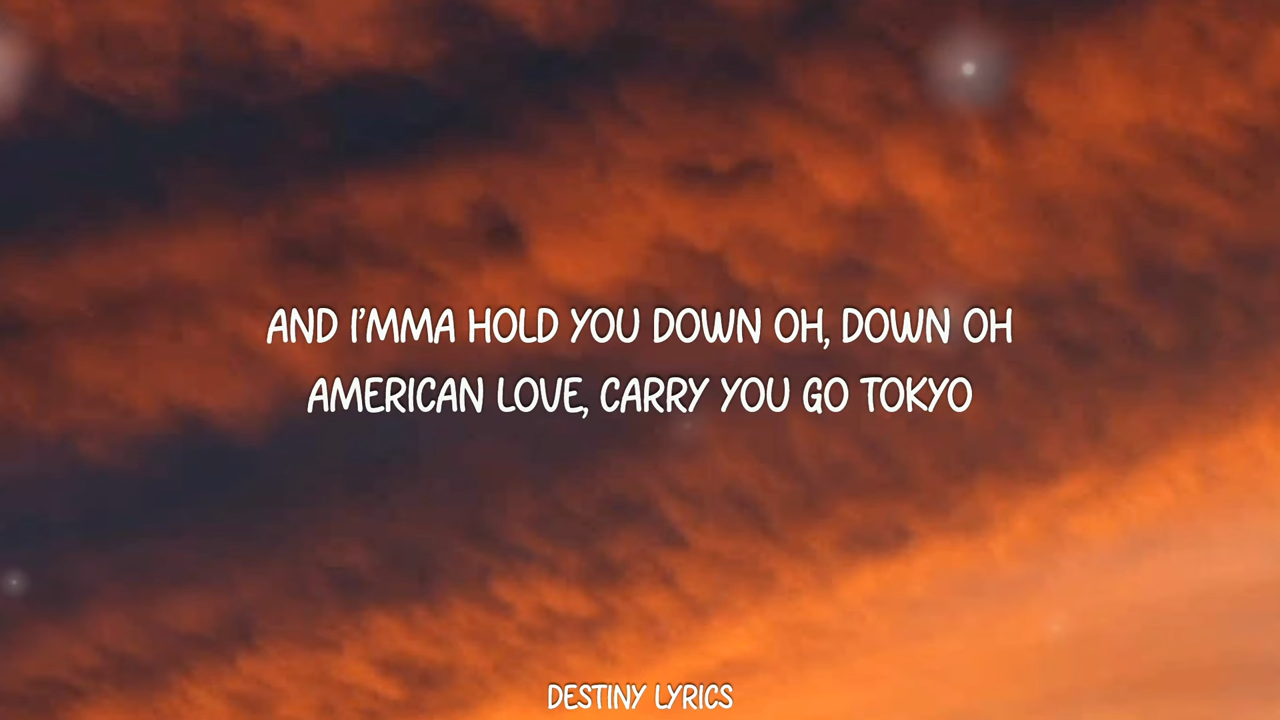 AND I'MMA HOLD YOU DOWN OH, DOWN OH
AMERICAN LOVE, CARRY YOU GO TOKYO
DESTINY LYRICS